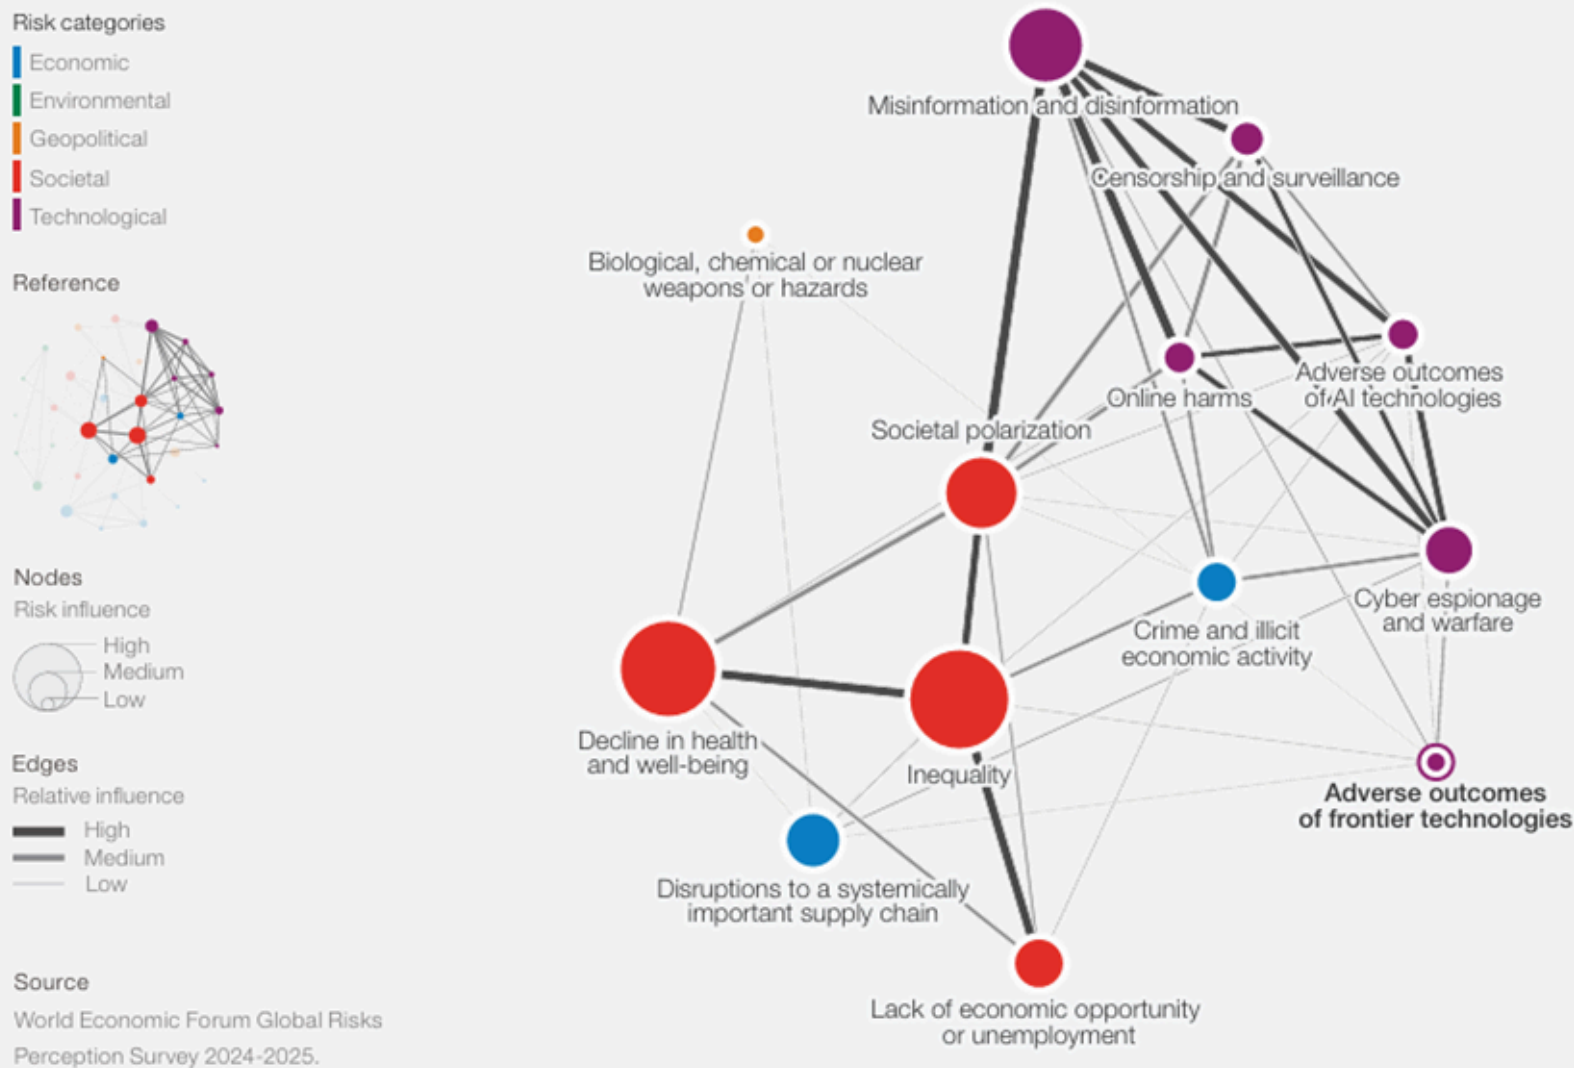 Risk categories
Economic
Environmental
Geopolitical
Societal
Technological
Reference
Nodes
Risk influence
High
Medium
Low
Edges
Relative influence
High
Medium
Low
Source
World Economic Forum Global Risks
Perception Survey 2024-2025.
Misinformation and disinformation
Censorship and surveillance
Biological, chemical or nuclear
weapons or hazards
Adverse outcomes
of AI technologies
Online harms
Societal polarization
Cyber espionage
and warfare
Crime and illicit
economic activity
Decline in health
and well-being
Inequality
Adverse outcomes
of frontier technologies
Disruptions to a systemically
important supply chain
Lack of economic opportunity
or unemployment